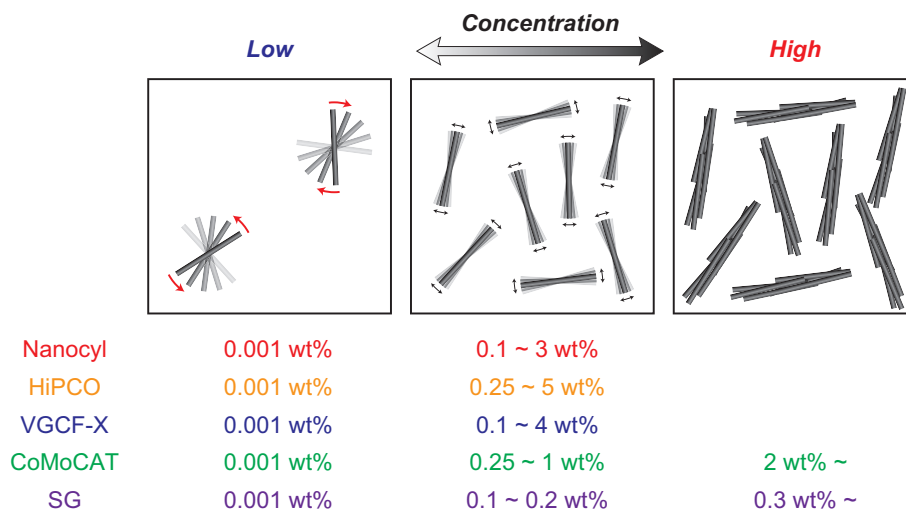 Concentration
Low High
Nanocyl 0.001 wt% 0.1 ~ 3 wt%
HiPCO 0.001 wt% 0.25 ~ 5 wt%
VGCF-X 0.001 wt% 0.1 ~ 4 wt%
CoMoCAT 0.001 wt% 0.25 ~ 1 wt% 2 wt% ~
SG 0.001 wt% 0.1 ~ 0.2 wt% 0.3 wt% ~